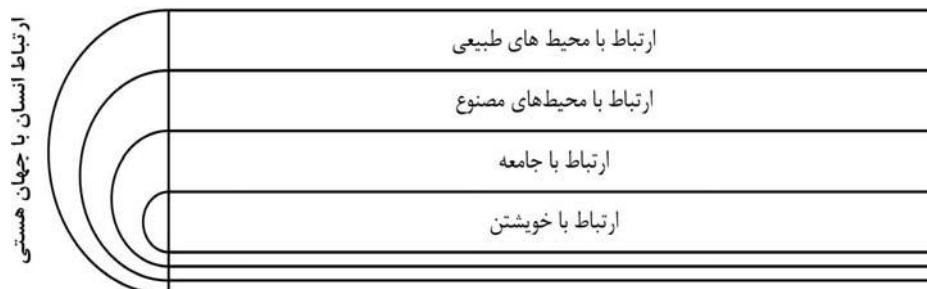 ارتباط انسان با جهان هستی
ارتباط با محیط های طبیعی
ارتباط با محیط‌های مصنوع
ارتباط با جامعه
ارتباط با خویشتن